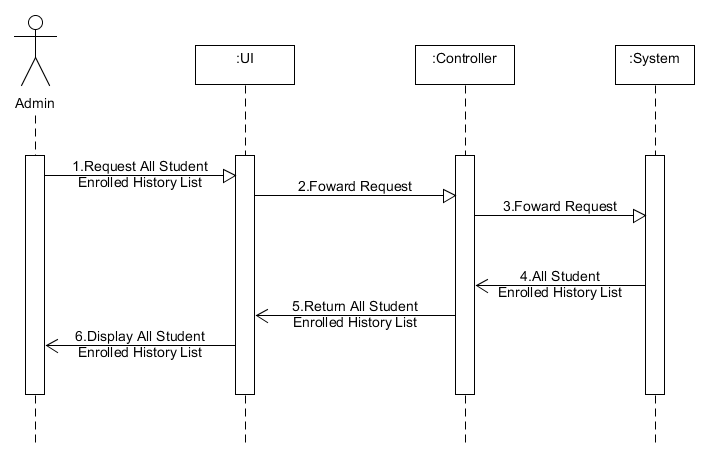 :UI
:Controller
:System
Admin
1.Request All Student
Enrolled History List
2.Foward Request
3.Foward Request
4.All Student
Enrolled History List
5.Return All Student
Enrolled History List
6.Display All Student
Enrolled History List